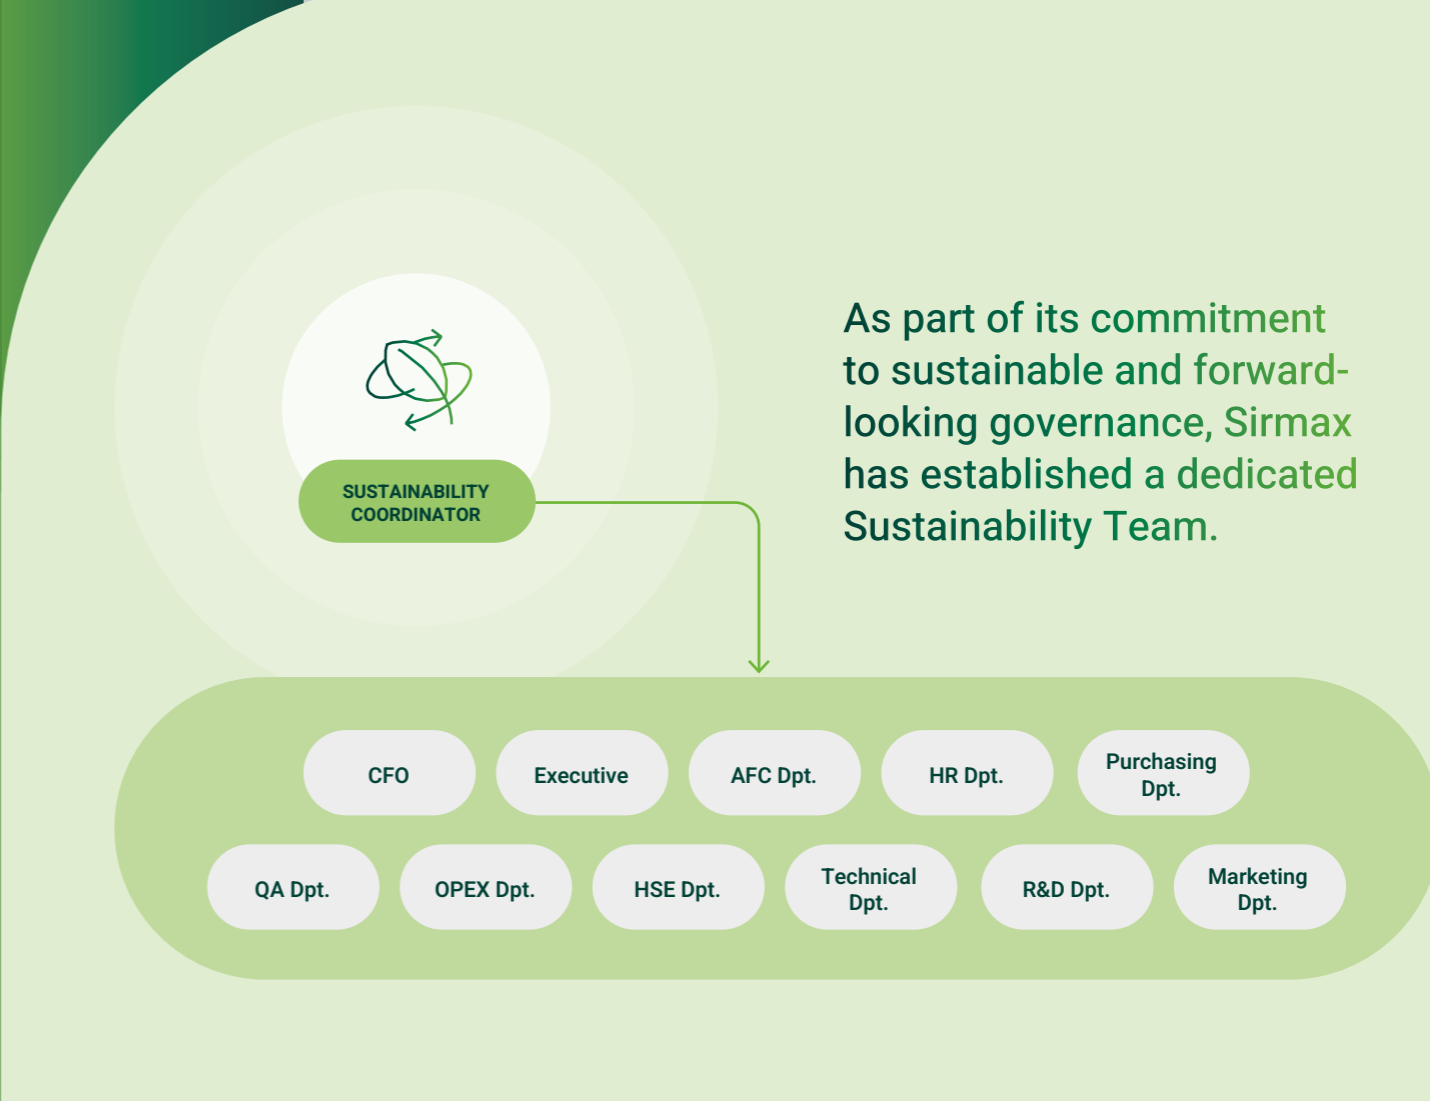 As part of its commitment
to sustainable and forward-
looking governance, Sirmax
has established a dedicated
Sustainability Team.
SUSTAINABILITY
COORDINATOR
CFO
Executive
AFC Dpt.
HR Dpt.
Purchasing
Dpt.
QA Dpt.
OPEX Dpt.
HSE Dpt.
Technical
Dpt.
R&D Dpt.
Marketing
Dpt.